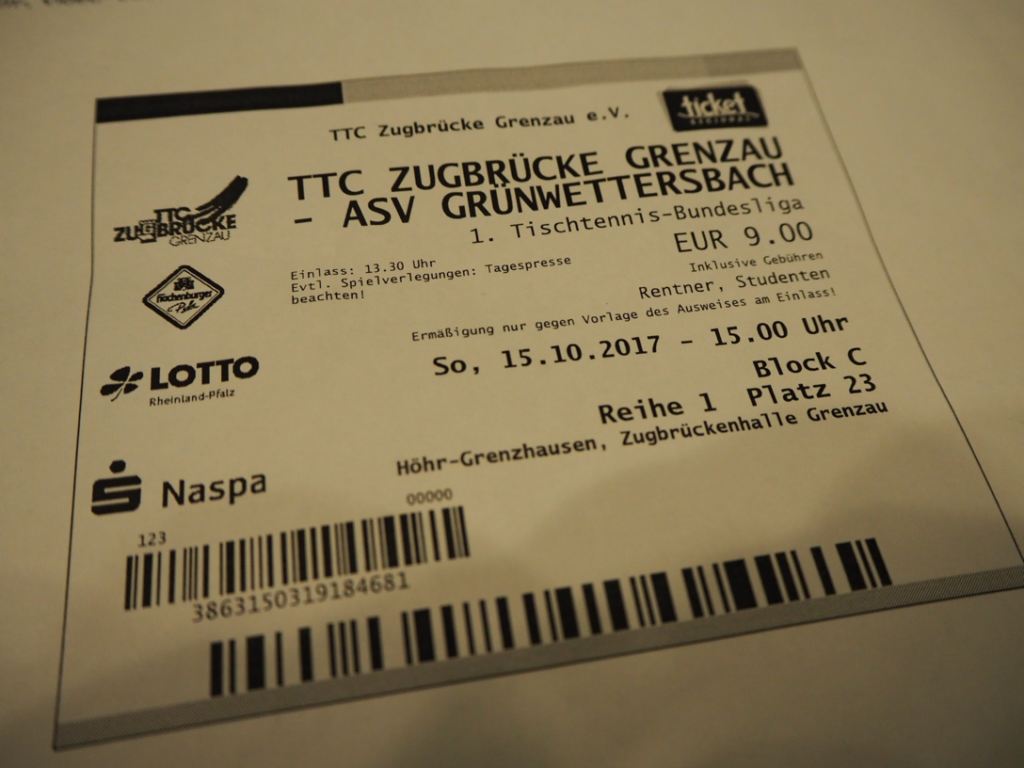 TTC Zugbrücke Grenzau e.V.
ticket
REGIONAL
TTC ZUGBRÜCKE GRENZAU
- ASV GRÜNWETTERSBACH
1. Tischtennis-Bundesliga
TTC
ZUGBRÜCKE
GRENZAU
EUR 9.00
Inklusive Gebühren
Einlass: 13.30 Uhr
Evtl. Spielverlegungen: Tagespresse
beachten!
Rentner, Studenten
Ermäßigung nur gegen Vorlage des Ausweises am Einlass!
Hachenburger
Pils
So, 15.10.2017 - 15.00 Uhr
Block C
Reihe 1 Platz 23
LOTTO
Rheinland-Pfalz
Höhr-Grenzhausen, Zugbrückenhalle Grenzau
Naspa
00000
123
3863150319184681